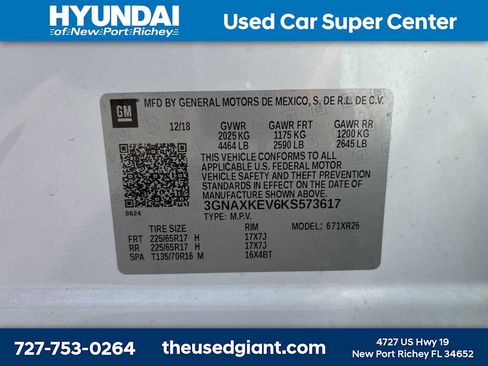 HYUNDAI
of New Port Richey
Used Car Super Center
GM
MFD BY GENERAL MOTORS DE MEXICO, S. DE R.L. DE C.V.
12/18 GVWR GAWR FRT GAWR RR
2025 KG 1175 KG 1200 KG
4464 LB 2590 LB 2645 LB
THIS VEHICLE CONFORMS TO ALL
APPLICABLE U.S. FEDERAL MOTOR
VEHICLE SAFETY AND THEFT PREVENTION
STANDARDS IN EFFECT ON THE DATE OF
MANUFACTURE SHOWN ABOVE.
3GNAXKEV6KS573617
B624 TYPE: M.P.V. MODEL: 671XR26
TIRE SIZE RIM
FRT 225/65R17 H 17X7J
RR 225/65R17 H 17X7J
SPA T135/70R16 M 16X4BT
727-753-0264
theusedgiant.com
4727 US Hwy 19
New Port Richey FL 34652